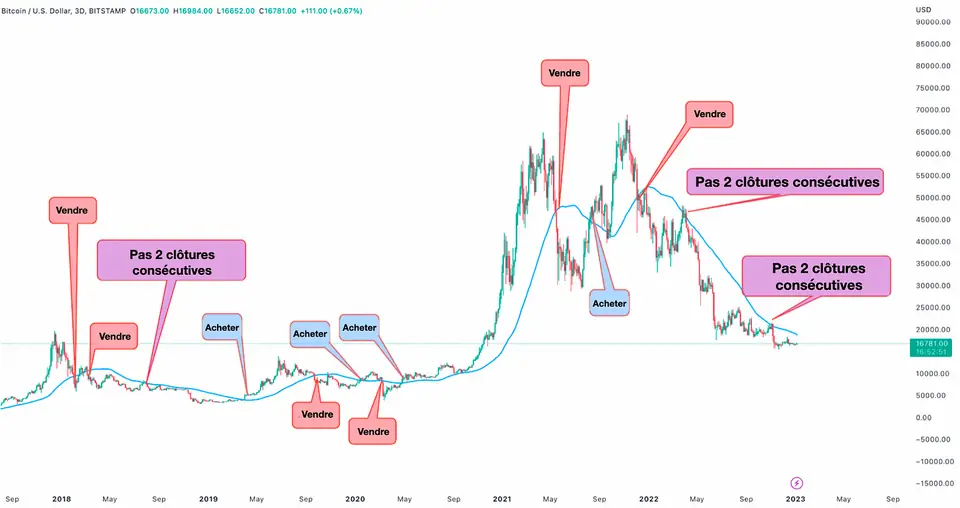 Bitcoin / U.S. Dollar, 3D, BITSTAMP O16673.00 H16984.00 L16652.00 C16781.00 +111.00 (+0.67%)
USD
90000.00
85000.00
80000.00
75000.00
70000.00
65000.00
60000.00
55000.00
50000.00
45000.00
40000.00
35000.00
30000.00
25000.00
20000.00
16781.00
16:52:51
10000.00
5000.00
0.00
-5000.00
-10000.00
-15000.00
Vendre
Vendre
Pas 2 clôtures
consécutives
Acheter
Acheter
Acheter
Vendre
Vendre
Vendre
Acheter
Vendre
Pas 2 clôtures consécutives
Pas 2 clôtures
consécutives
Sep 2018 May Sep 2019 May Sep 2020 May Sep 2021 May Sep 2022 May Sep 2023 May Sep